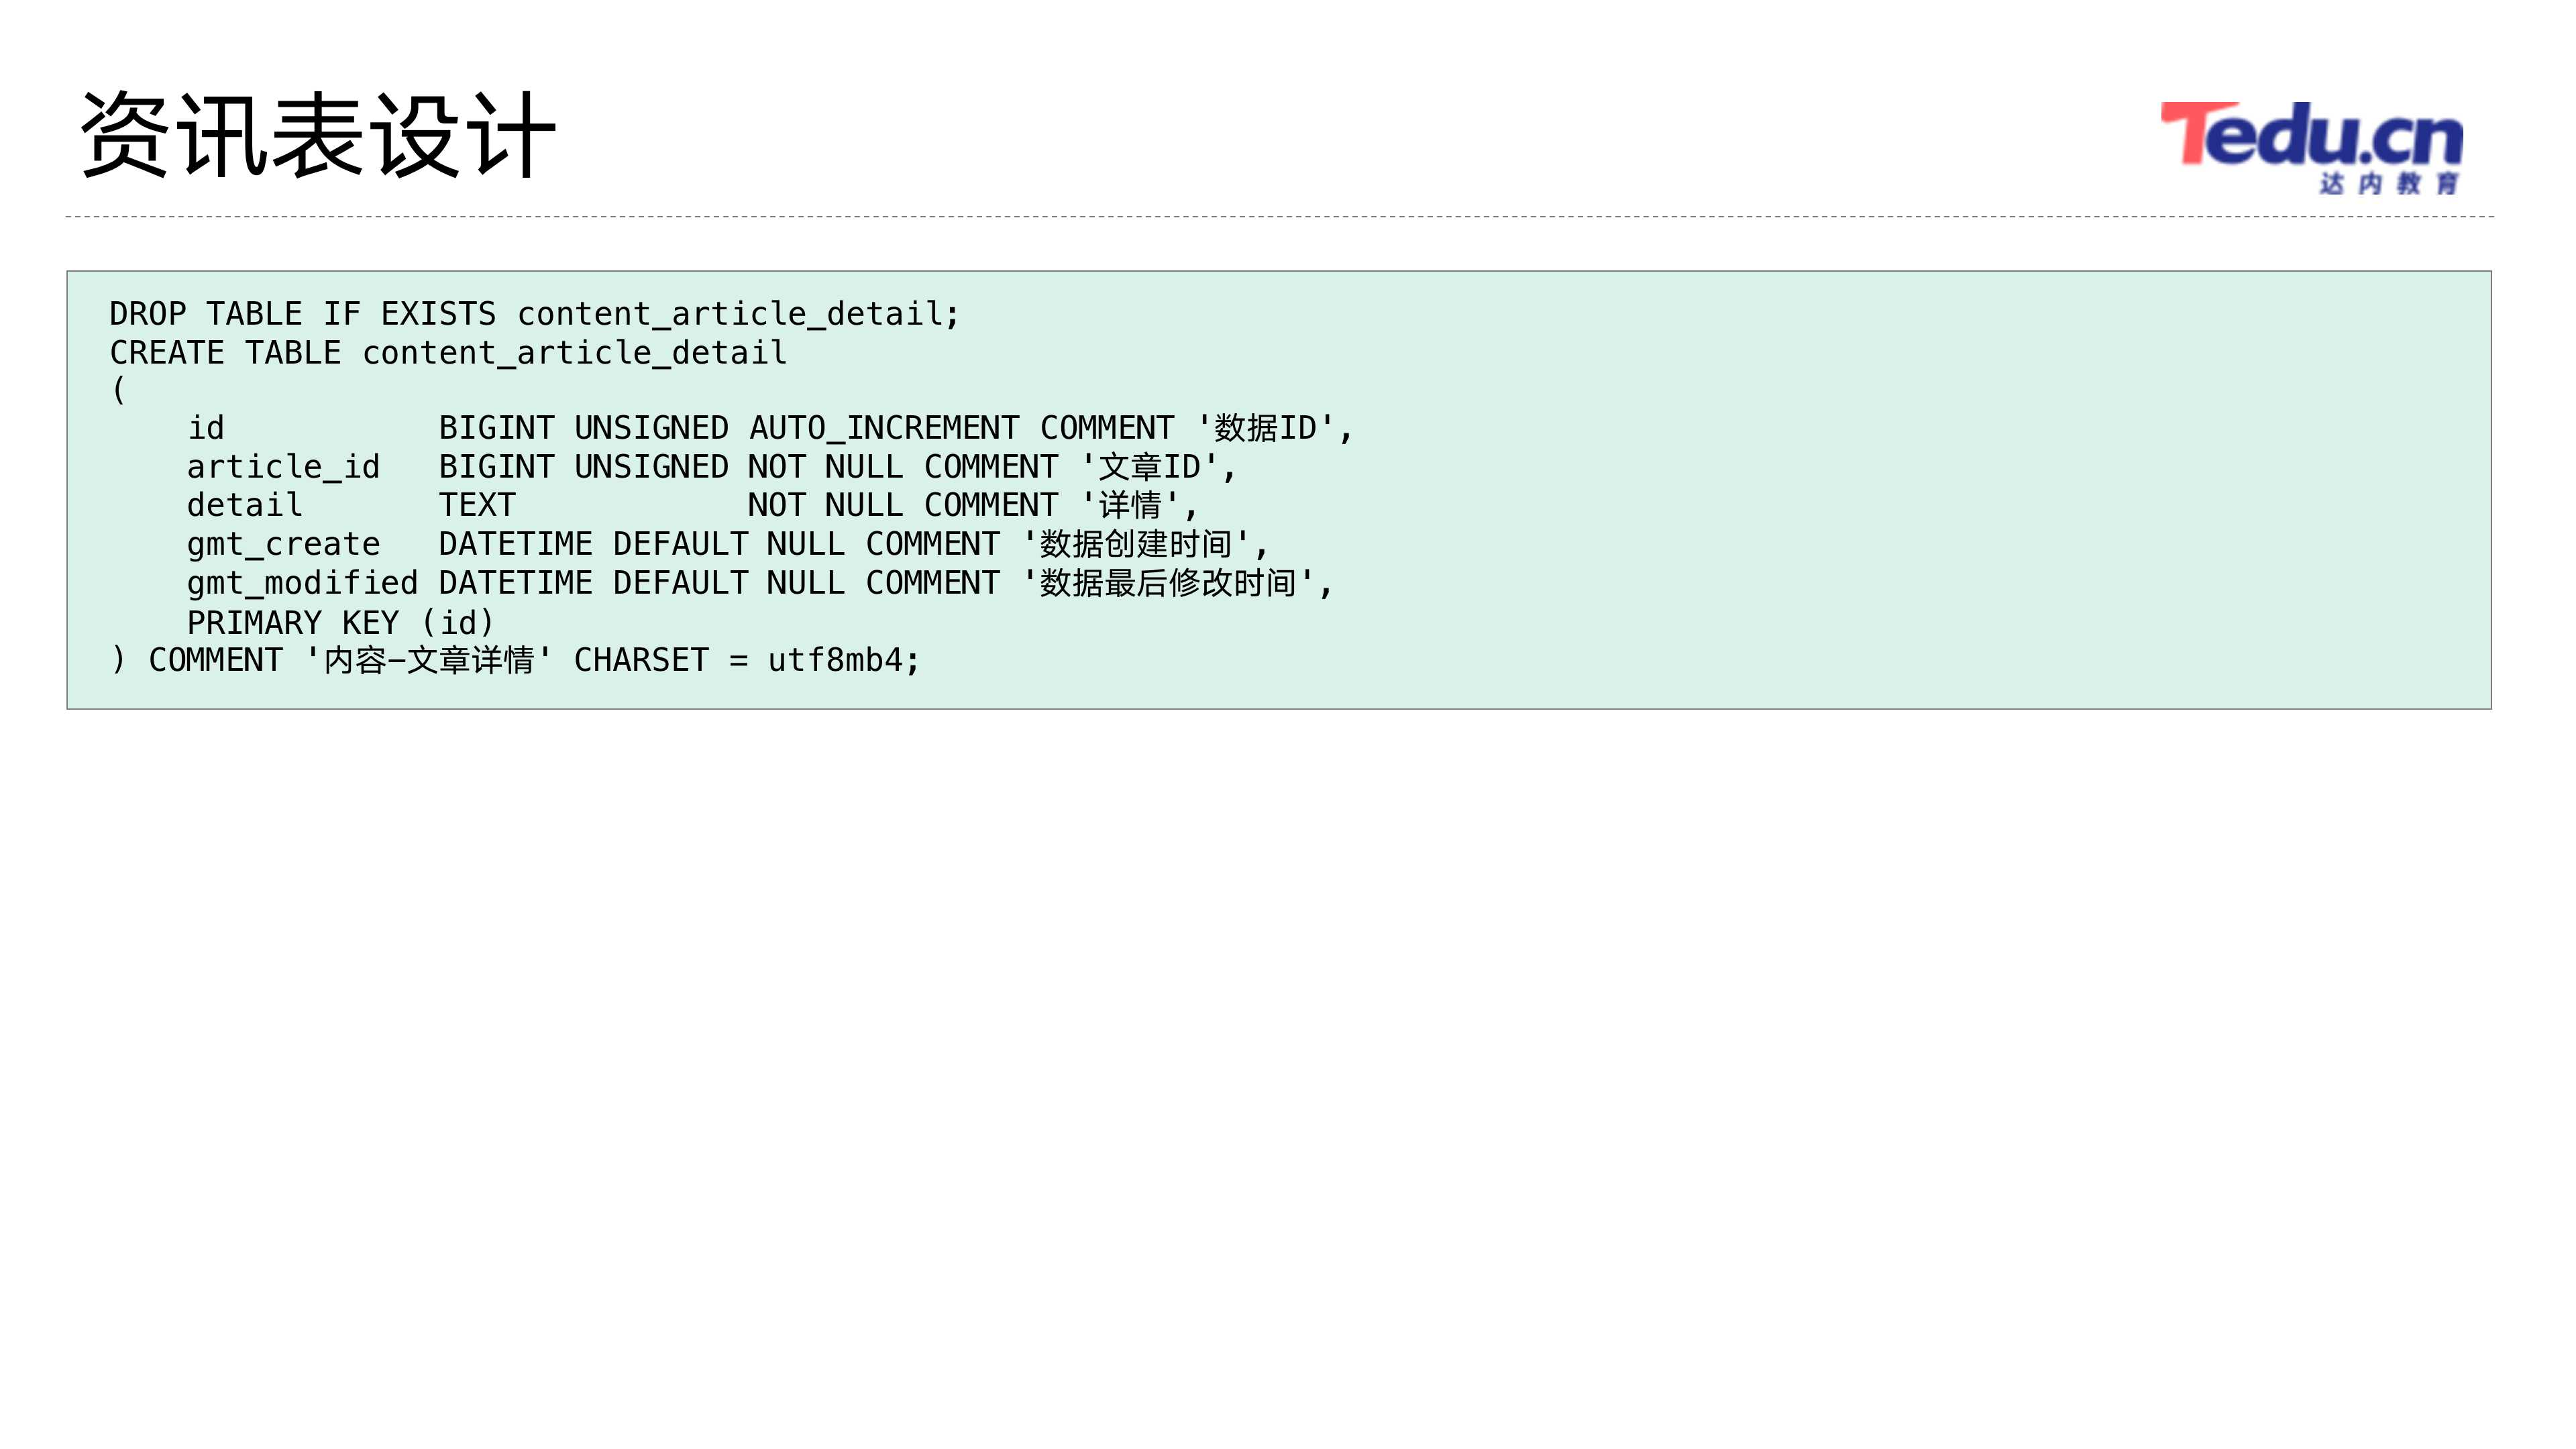 资讯表设计
Tedu.cn
达内教育
DROP TABLE IF EXISTS content_article_detail;
CREATE TABLE content_article_detail
(
    id           BIGINT UNSIGNED AUTO_INCREMENT COMMENT '数据ID',
    article_id   BIGINT UNSIGNED NOT NULL COMMENT '文章ID',
    detail       TEXT            NOT NULL COMMENT '详情',
    gmt_create   DATETIME DEFAULT NULL COMMENT '数据创建时间',
    gmt_modified DATETIME DEFAULT NULL COMMENT '数据最后修改时间',
    PRIMARY KEY (id)
) COMMENT '内容-文章详情' CHARSET = utf8mb4;